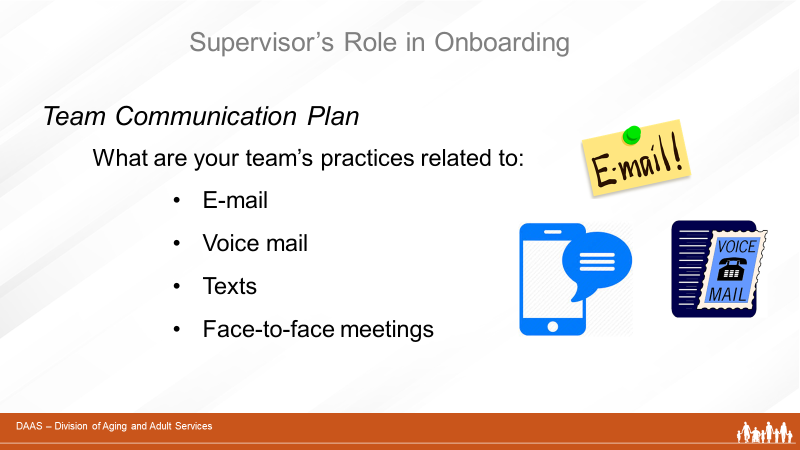 Supervisor’s Role in Onboarding
Team Communication Plan
What are your team’s practices related to:
• E-mail
• Voice mail
• Texts
• Face-to-face meetings
E-mail!
VOICE
MAIL
DAAS – Division of Aging and Adult Services